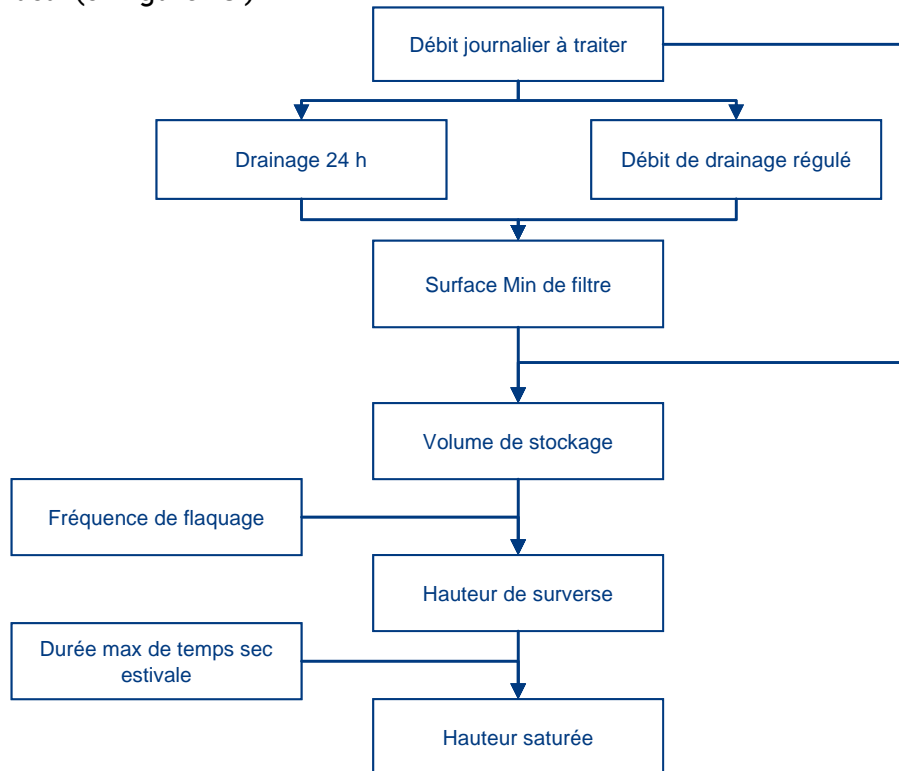 Débit journalier à traiter
Drainage 24 h
Débit de drainage régulé
Surface Min de filtre
Volume de stockage
Fréquence de flaquage
Hauteur de surverse
Durée max de temps sec
estivale
Hauteur saturée